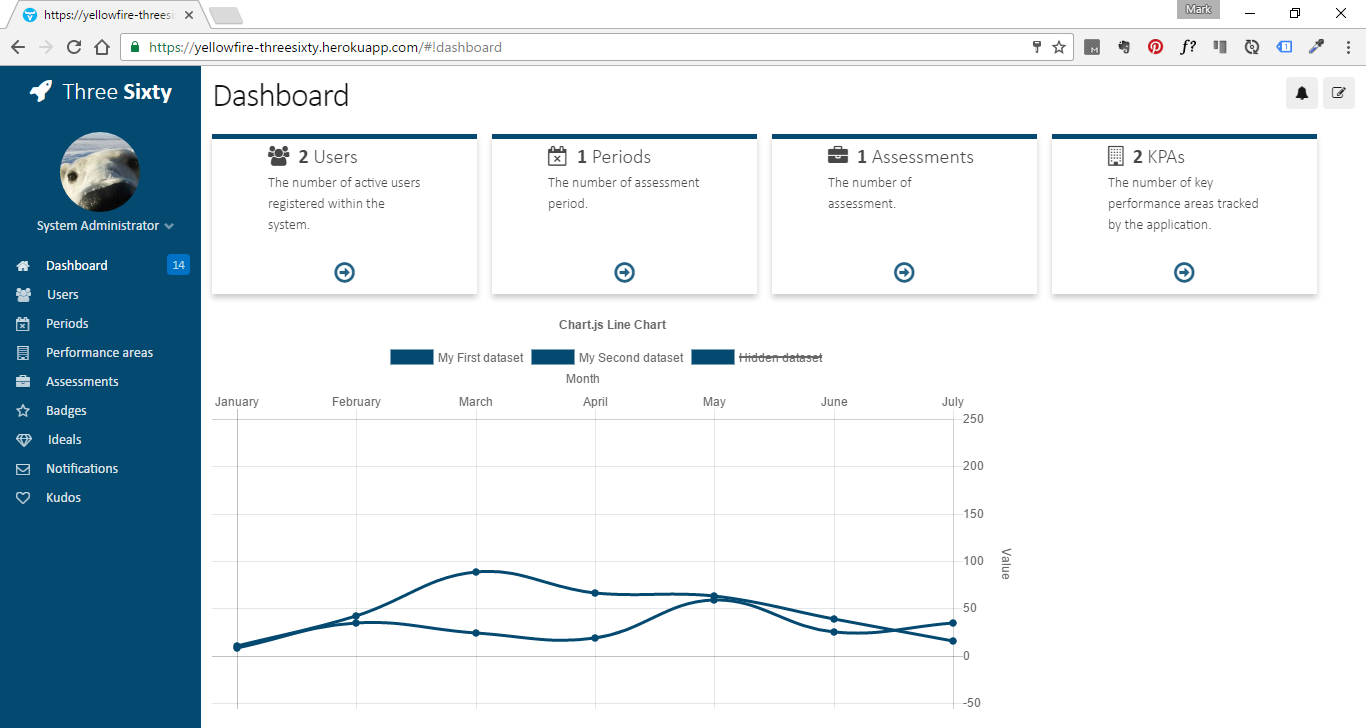 https://yellowfire-threesi
Mark
https://yellowfire-threesixty.herokuapp.com/#!dashboard
M
f?
1
Three Sixty
System Administrator
Dashboard 14
Users
Periods
Performance areas
Assessments
Badges
Ideals
Notifications
Kudos
Dashboard
2 Users
The number of active users
registered within the
system.
1 Periods
The number of assessment
period.
1 Assessments
The number of
assessment.
2 KPAs
The number of key
performance areas tracked
by the application.
Chart.js Line Chart
My First dataset My Second dataset Hidden dataset
Month
January February March April May June July
250
200
150
100
50
0
-50
Value